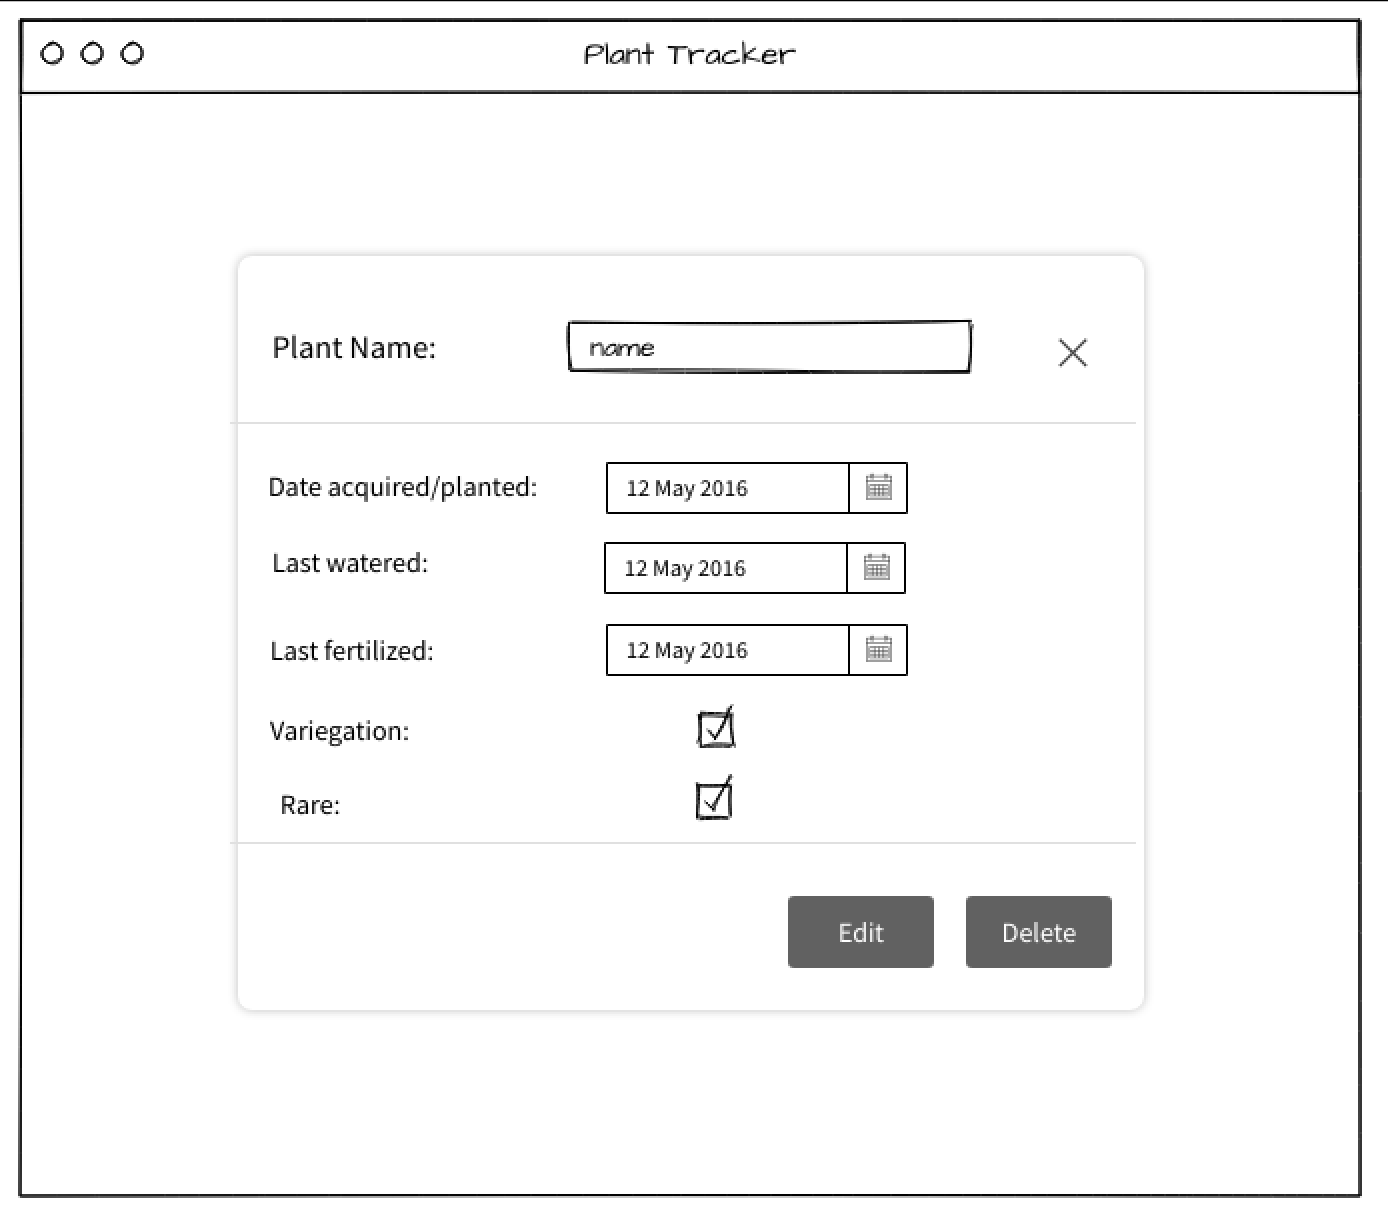 Plant Tracker
Plant Name: name
Date acquired/planted: 12 May 2016
Last watered: 12 May 2016
Last fertilized: 12 May 2016
Variegation:
Rare:
Edit Delete